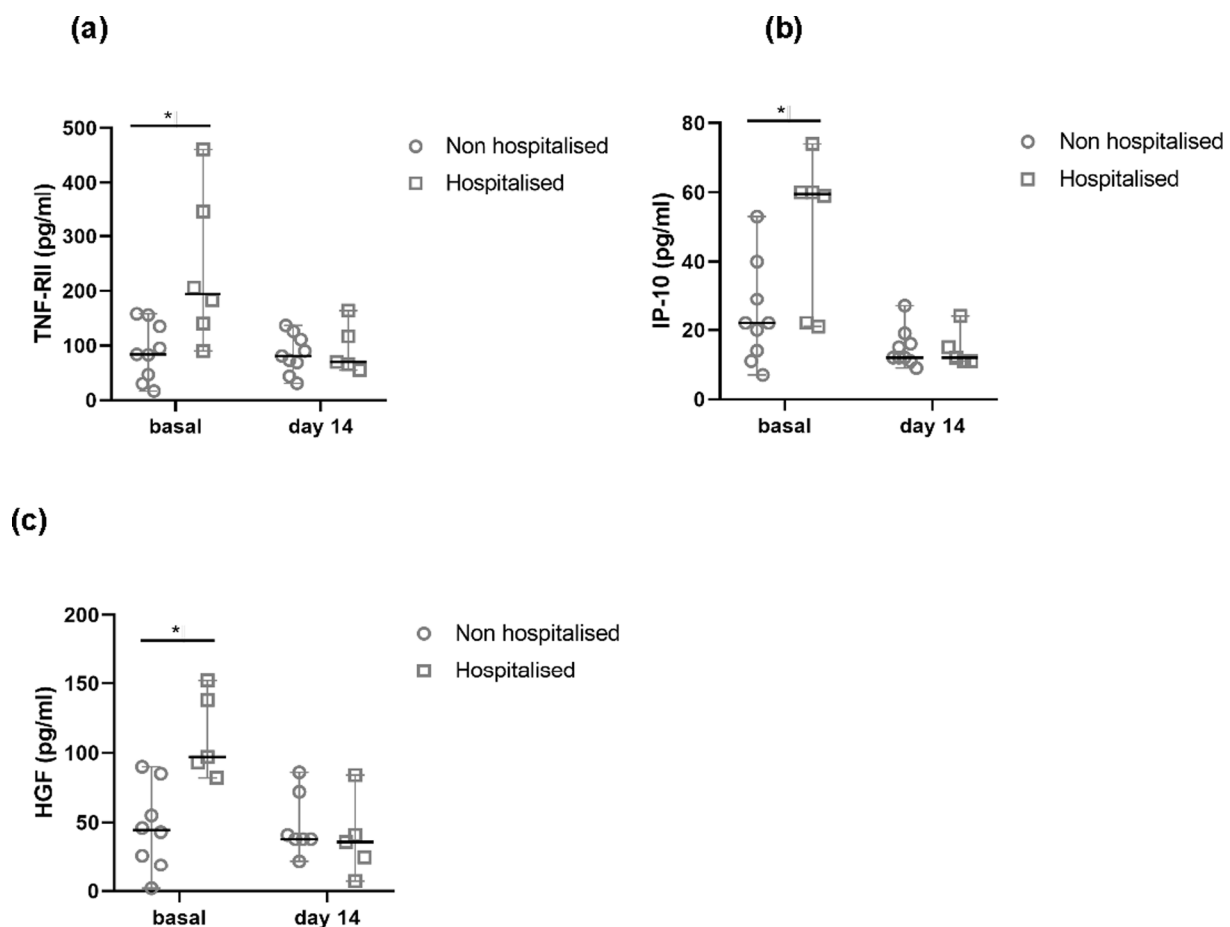 (a)
*
500
400
300
200
100
0
TNF-RII (pg/ml)
basal
day 14
Non hospitalised
Hospitalised
(b)
*
80
60
40
20
0
IP-10 (pg/ml)
basal
day 14
Non hospitalised
Hospitalised
(c)
*
200
150
100
50
0
HGF (pg/ml)
basal
day 14
Non hospitalised
Hospitalised